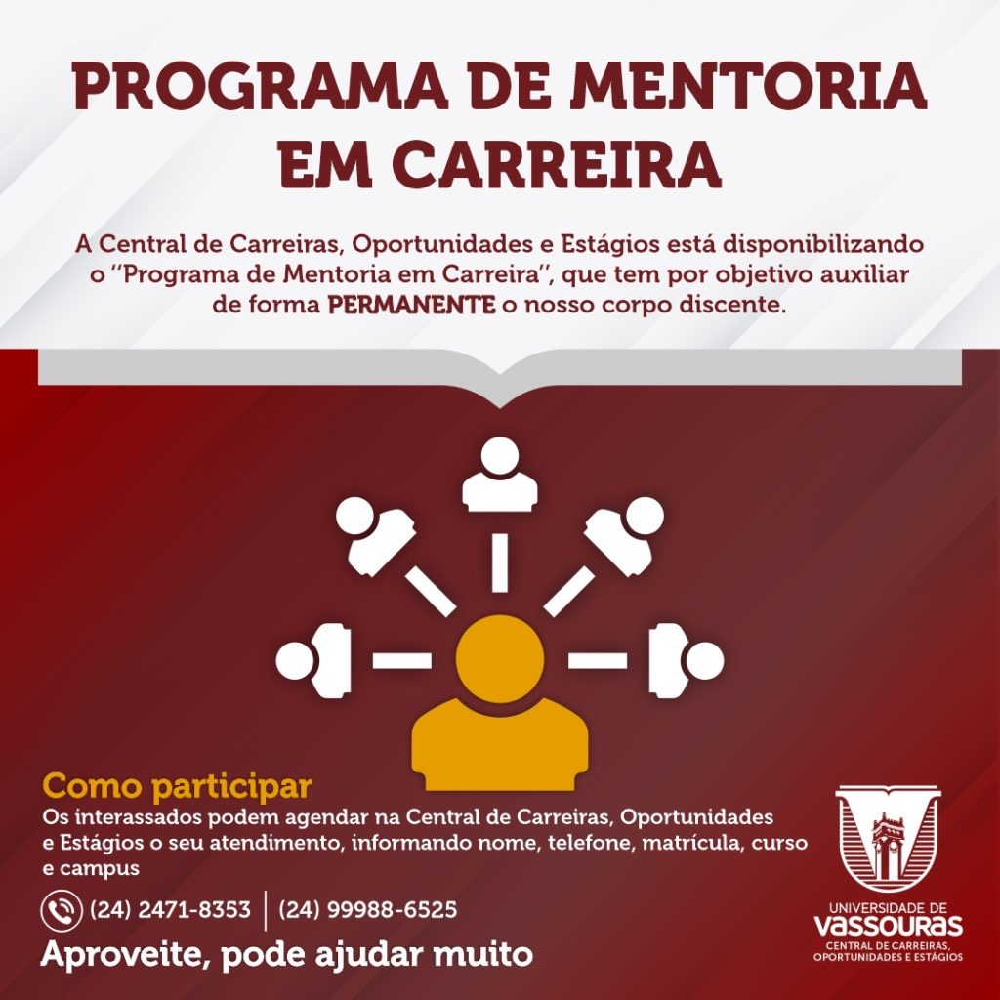 PROGRAMA DE MENTORIA
EM CARREIRA
A Central de Carreiras, Oportunidades e Estágios está disponibilizando
o ‘‘Programa de Mentoria em Carreira’’, que tem por objetivo auxiliar
de forma PERMANENTE o nosso corpo discente.
Como participar
Os interassados podem agendar na Central de Carreiras, Oportunidades
e Estágios o seu atendimento, informando nome, telefone, matrícula, curso
e campus
(24) 2471-8353 | (24) 99988-6525
Aproveite, pode ajudar muito
UNIVERSIDADE DE
VASSOURAS
CENTRAL DE CARREIRAS,
OPORTUNIDADES E ESTÁGIOS